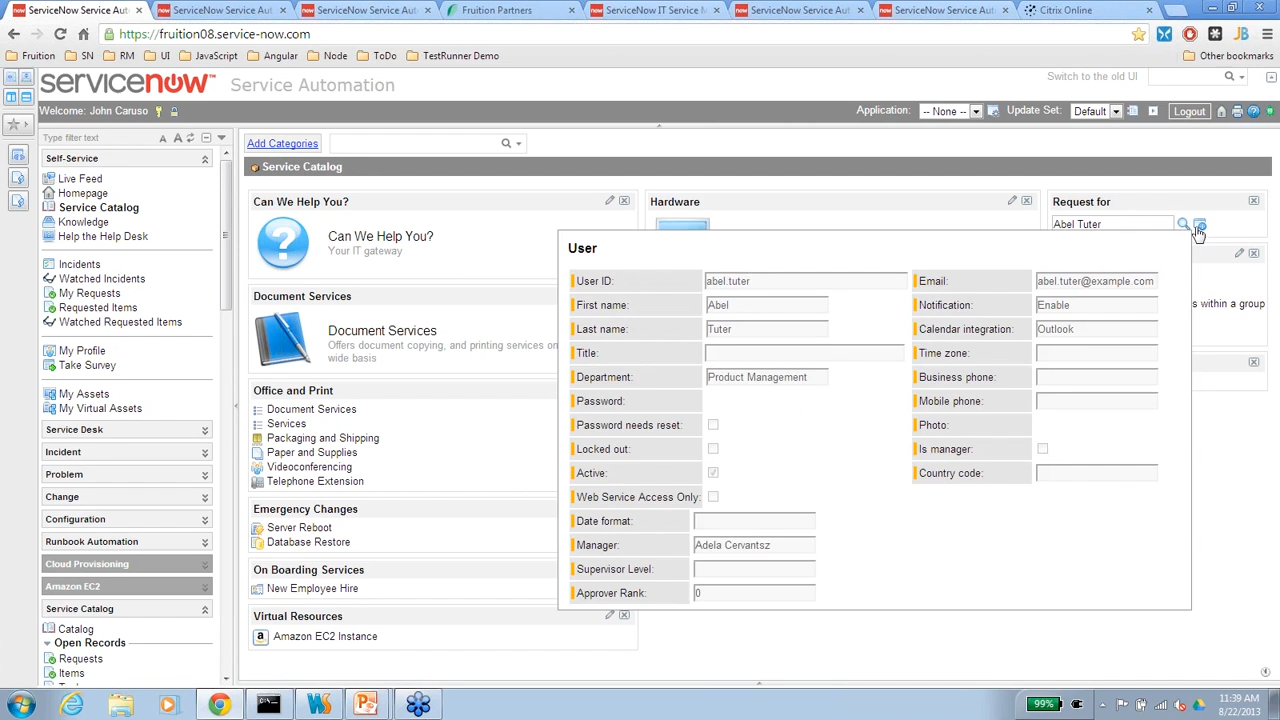 ServiceNow Service Aut
ServiceNow Service Aut
ServiceNow Service Aut
Fruition Partners
ServiceNow IT Service M
ServiceNow Service Aut
ServiceNow Service Aut
Citrix Online
https://fruition08.service-now.com
JB
Fruition
SN
RM
UI
JavaScript
Angular
Node
ToDo
TestRunner Demo
Other bookmarks
servicenow™ Service Automation
Switch to the old UI
Welcome: John Caruso
Application:
-- None --
Update Set:
Default
Logout
Type filter text
A A
Self-Service
Live Feed
Homepage
Service Catalog
Knowledge
Help the Help Desk
Incidents
Watched Incidents
My Requests
Requested Items
Watched Requested Items
My Profile
Take Survey
My Assets
My Virtual Assets
Service Desk
Incident
Problem
Change
Configuration
Runbook Automation
Cloud Provisioning
Amazon EC2
Service Catalog
Catalog
Open Records
Requests
Items
Add Categories
Service Catalog
Can We Help You?
Can We Help You?
Your IT gateway
Document Services
Document Services
Offers document copying, and printing services on
wide basis
Office and Print
Document Services
Services
Packaging and Shipping
Paper and Supplies
Videoconferencing
Telephone Extension
Emergency Changes
Server Reboot
Database Restore
On Boarding Services
New Employee Hire
Virtual Resources
Amazon EC2 Instance
Hardware
Request for
Abel Tuter
s within a group
User
User ID: abel.tuter
First name: Abel
Last name: Tuter
Title:
Department: Product Management
Password:
Password needs reset:
Locked out:
Active:
Web Service Access Only:
Date format:
Manager: Adela Cervantsz
Supervisor Level:
Approver Rank: 0
Email: abel.tuter@example.com
Notification: Enable
Calendar integration: Outlook
Time zone:
Business phone:
Mobile phone:
Photo:
Is manager:
Country code:
99%
11:39 AM
8/22/2013